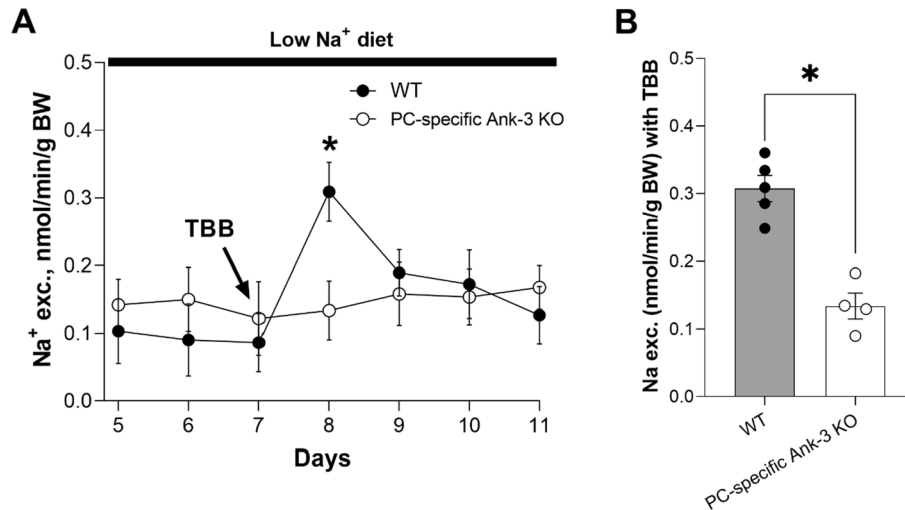 A
Low Na⁺ diet
Na⁺ exc., nmol/min/g BW
0.5
0.4
0.3
0.2
0.1
0.0
WT
PC-specific Ank-3 KO
*
TBB
5 6 7 8 9 10 11
Days
B
Na exc. (nmol/min/g BW) with TBB
0.5
0.4
0.3
0.2
0.1
0.0
*
WT
PC-specific Ank-3 KO